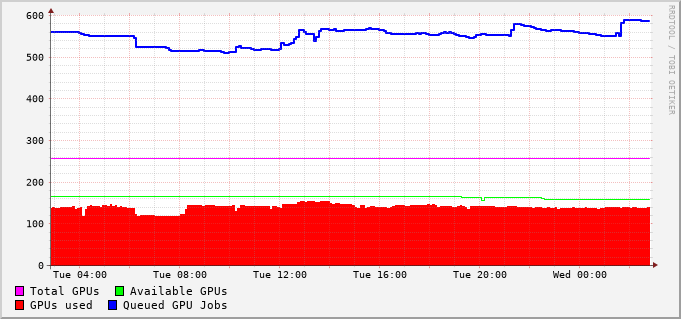 600
500
400
300
200
100
0
Tue 04:00 Tue 08:00 Tue 12:00 Tue 16:00 Tue 20:00 Wed 00:00
Total GPUs Available GPUs
GPUs used Queued GPU Jobs
RRDTOOL / TOBI OETIKER